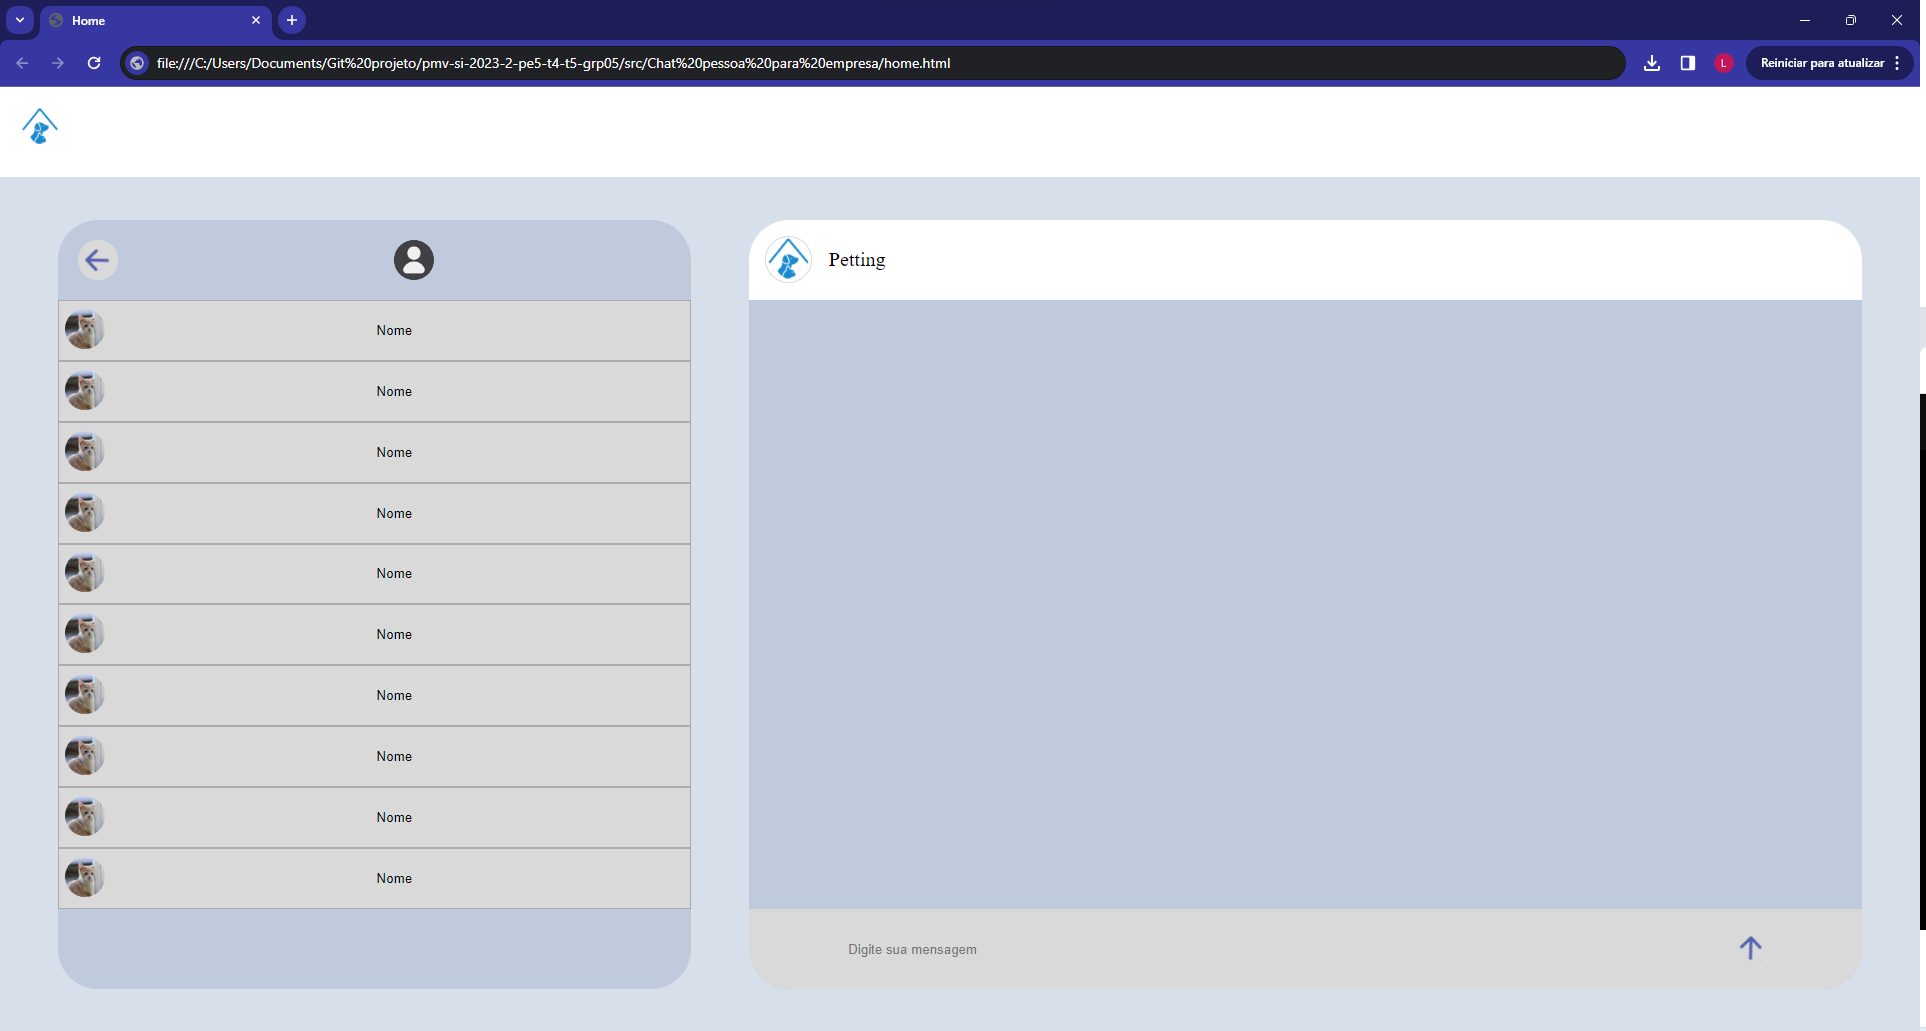 Home
file:///C:/Users/Documents/Git%20projeto/pmv-si-2023-2-pe5-t4-t5-grp05/src/Chat%20pessoa%20para%20empresa/home.html
L
Reiniciar para atualizar
Petting
Nome
Nome
Nome
Nome
Nome
Nome
Nome
Nome
Nome
Nome
Digite sua mensagem